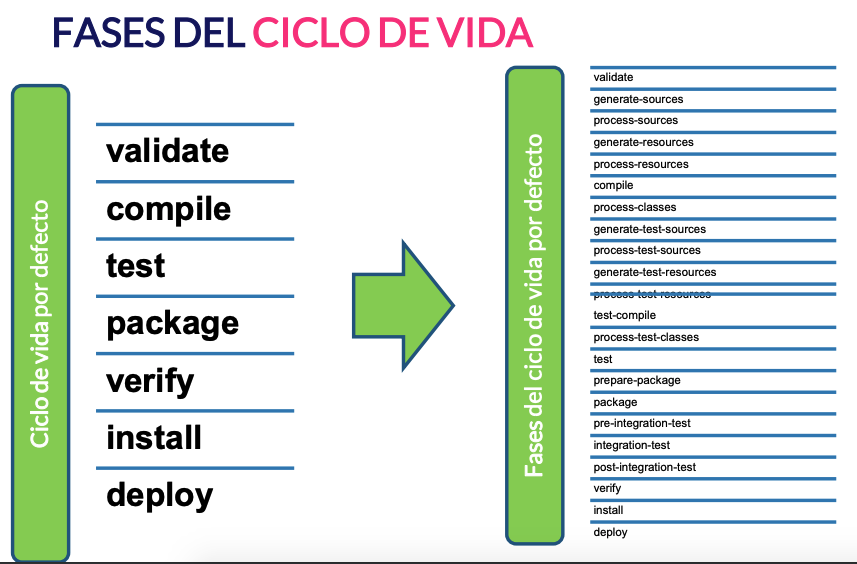 FASES DEL CICLO DE VIDA
Ciclo de vida por defecto
validate
compile
test
package
verify
install
deploy
Fases del ciclo de vida por defecto
validate
generate-sources
process-sources
generate-resources
process-resources
compile
process-classes
generate-test-sources
process-test-sources
generate-test-resources
process-test-resources
test-compile
process-test-classes
test
prepare-package
package
pre-integration-test
integration-test
post-integration-test
verify
install
deploy